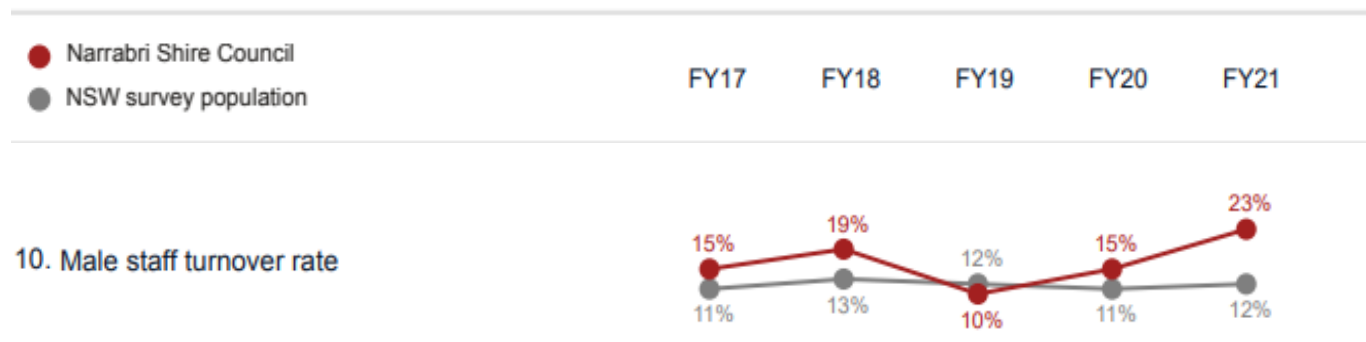 Narrabri Shire Council
NSW survey population
FY17 FY18 FY19 FY20 FY21
10. Male staff turnover rate
15% 19% 12% 15% 23%
11% 13% 10% 11% 12%